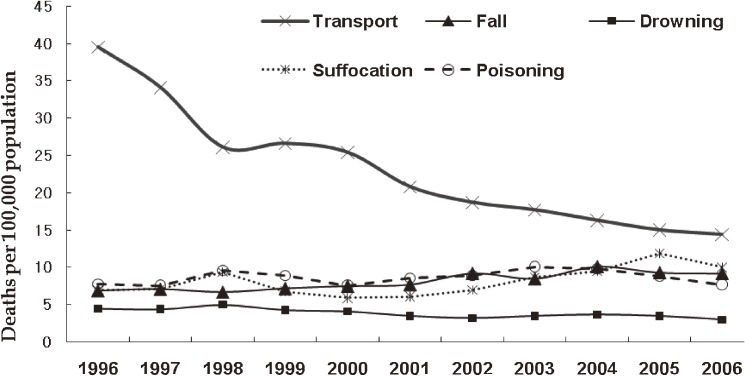 45
Transport Fall Drowning
40
Suffocation Poisoning
35
30
25
20
15
10
5
0
Deaths per 100,000 population
1996 1997 1998 1999 2000 2001 2002 2003 2004 2005 2006